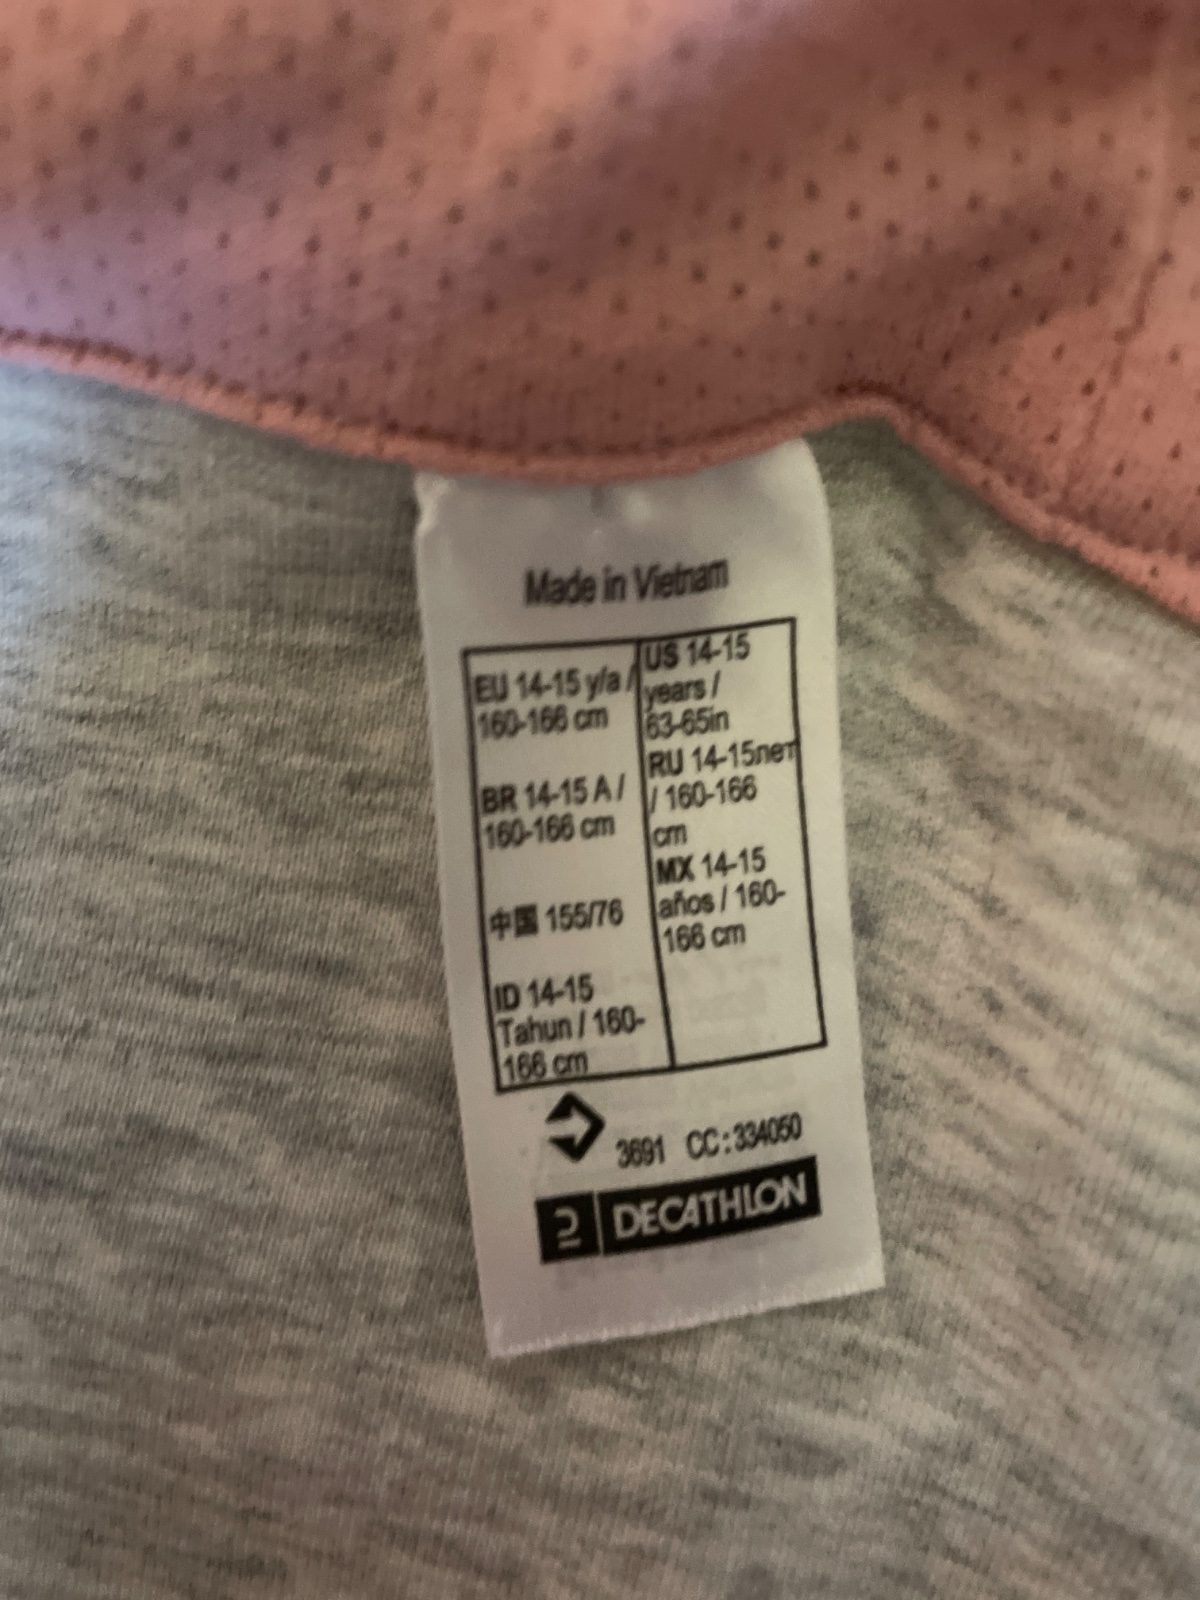 Made in Vietnam
EU 14-15 y/a /
160-166 cm
BR 14-15 A /
160-166 cm
中国 155/76
ID 14-15
Tahun / 160-
166 cm
US 14-15
years /
63-65in
RU 14-15лет
/ 160-166
cm
MX 14-15
años / 160-
166 cm
3691 CC:334050
DECATHLON